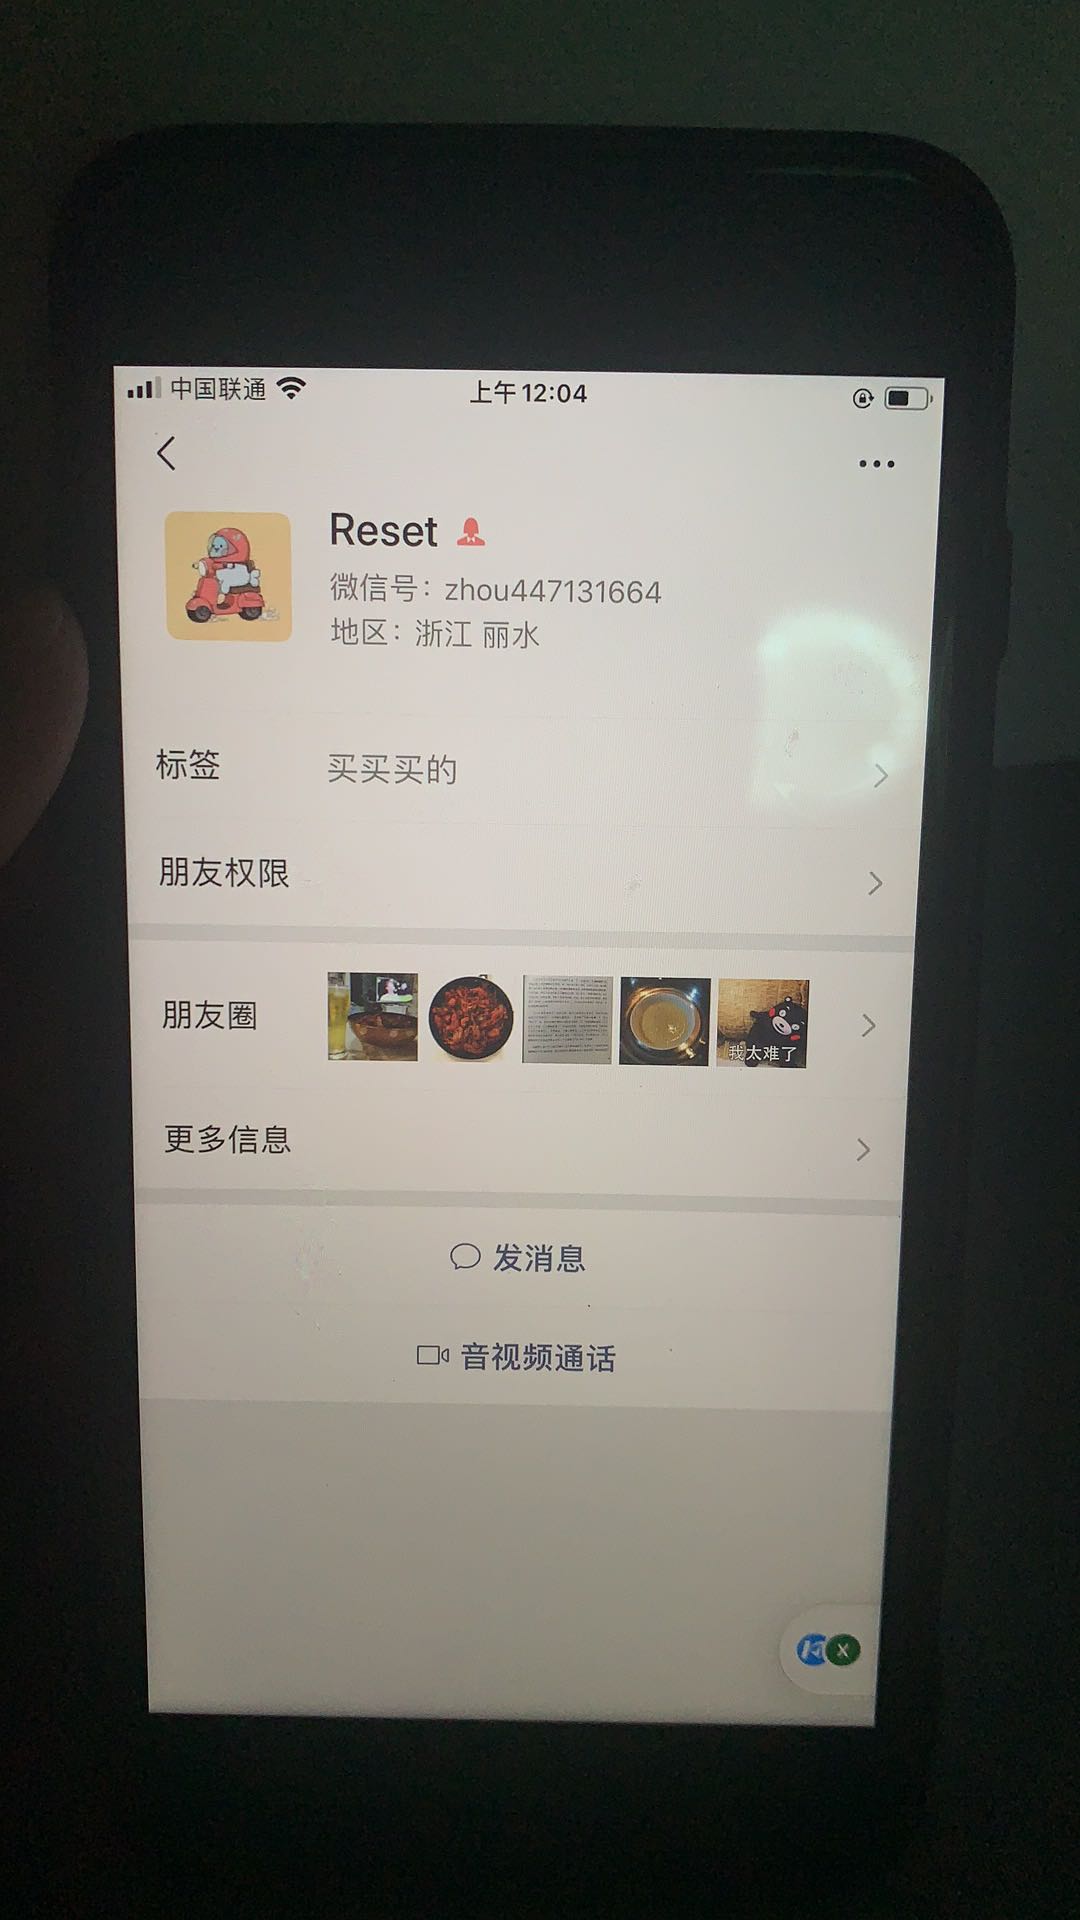 中国联通
上午12:04
Reset
微信号：zhou447131664
地区：浙江 丽水
标签
买买买的
朋友权限
朋友圈
我太难了
更多信息
发消息
音视频通话
X